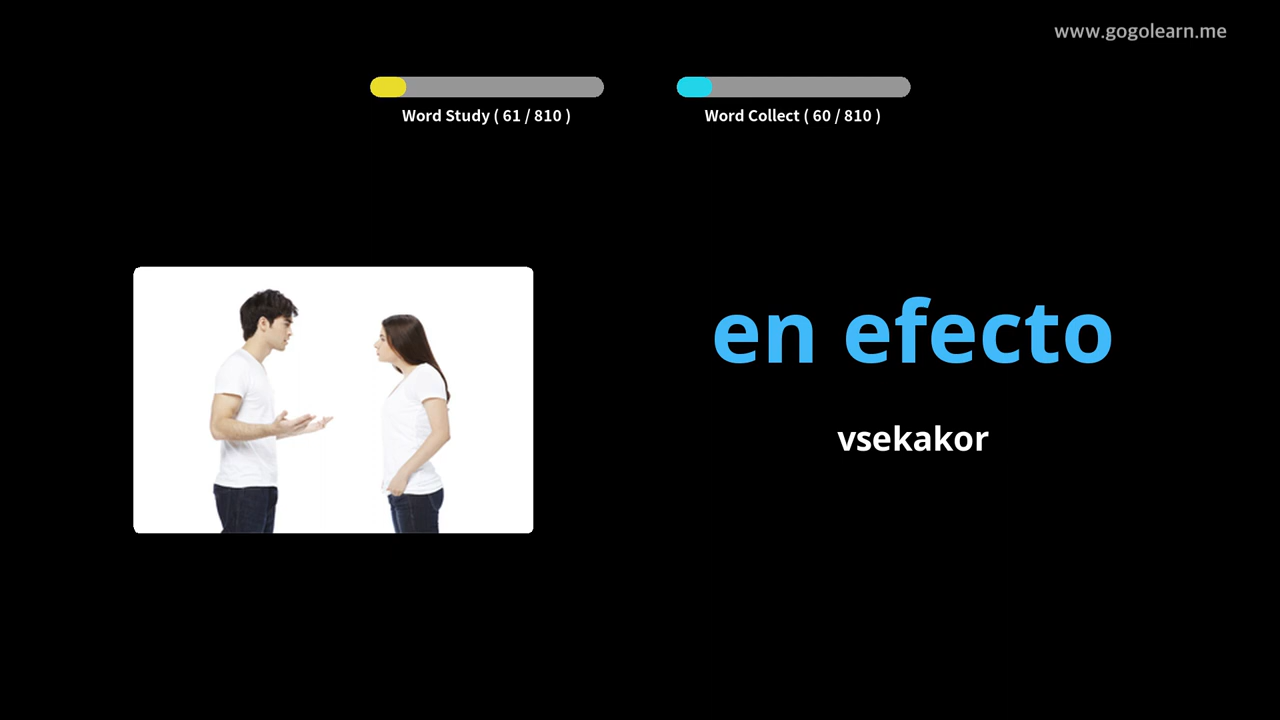 www.gogolearn.me
Word Study ( 61 / 810 )
Word Collect ( 60 / 810 )
en efecto
vsekakor